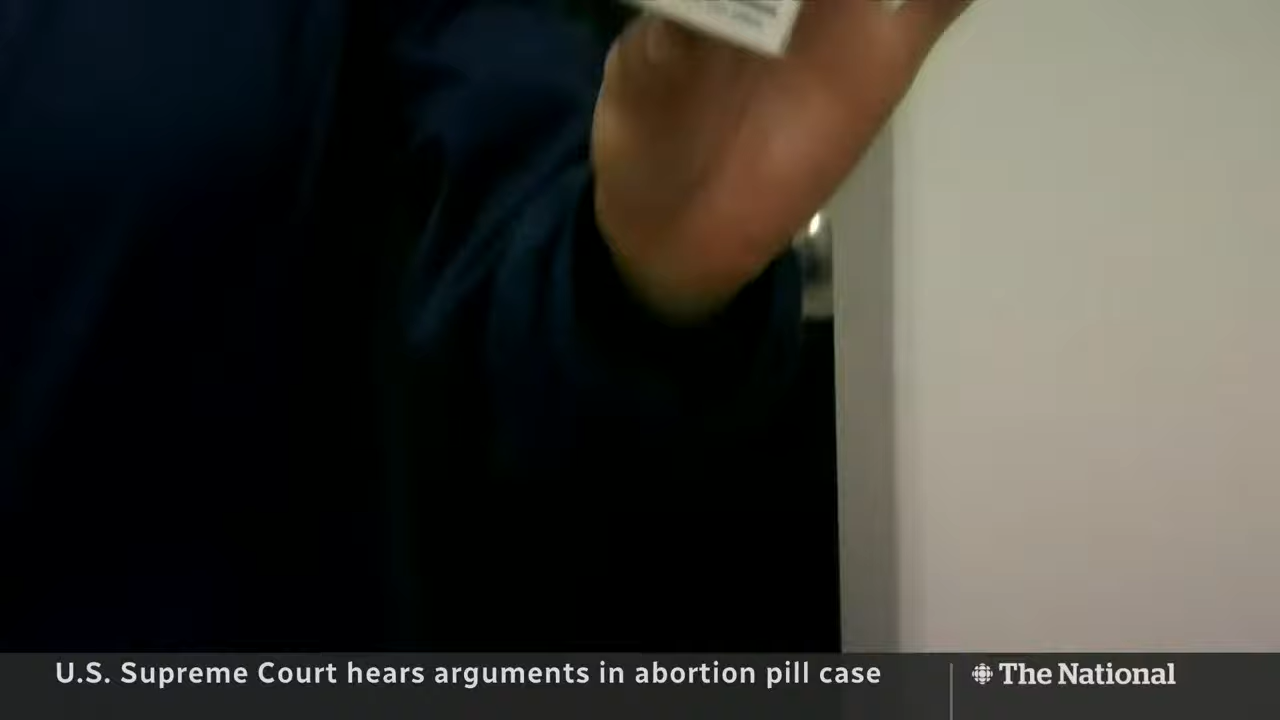 U.S. Supreme Court hears arguments in abortion pill case
The National